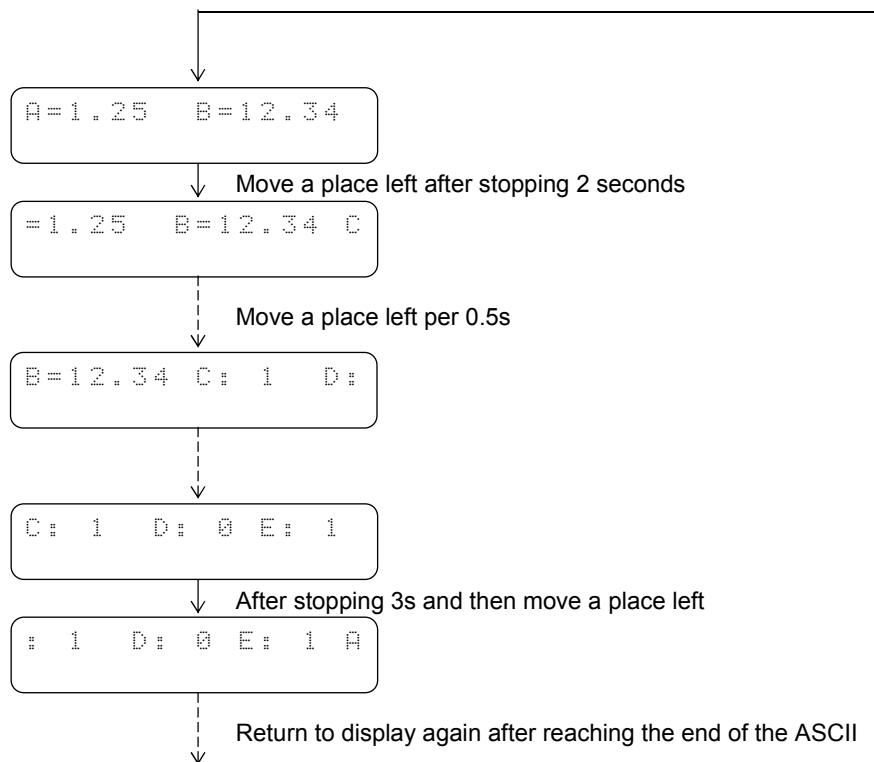 A=1.25  B=12.34
Move a place left after stopping 2 seconds
=1.25  B=12.34 C
Move a place left per 0.5s
B=12.34 C: 1  D:
C: 1  D: 0 E: 1
After stopping 3s and then move a place left
: 1  D: 0 E: 1 A
Return to display again after reaching the end of the ASCII